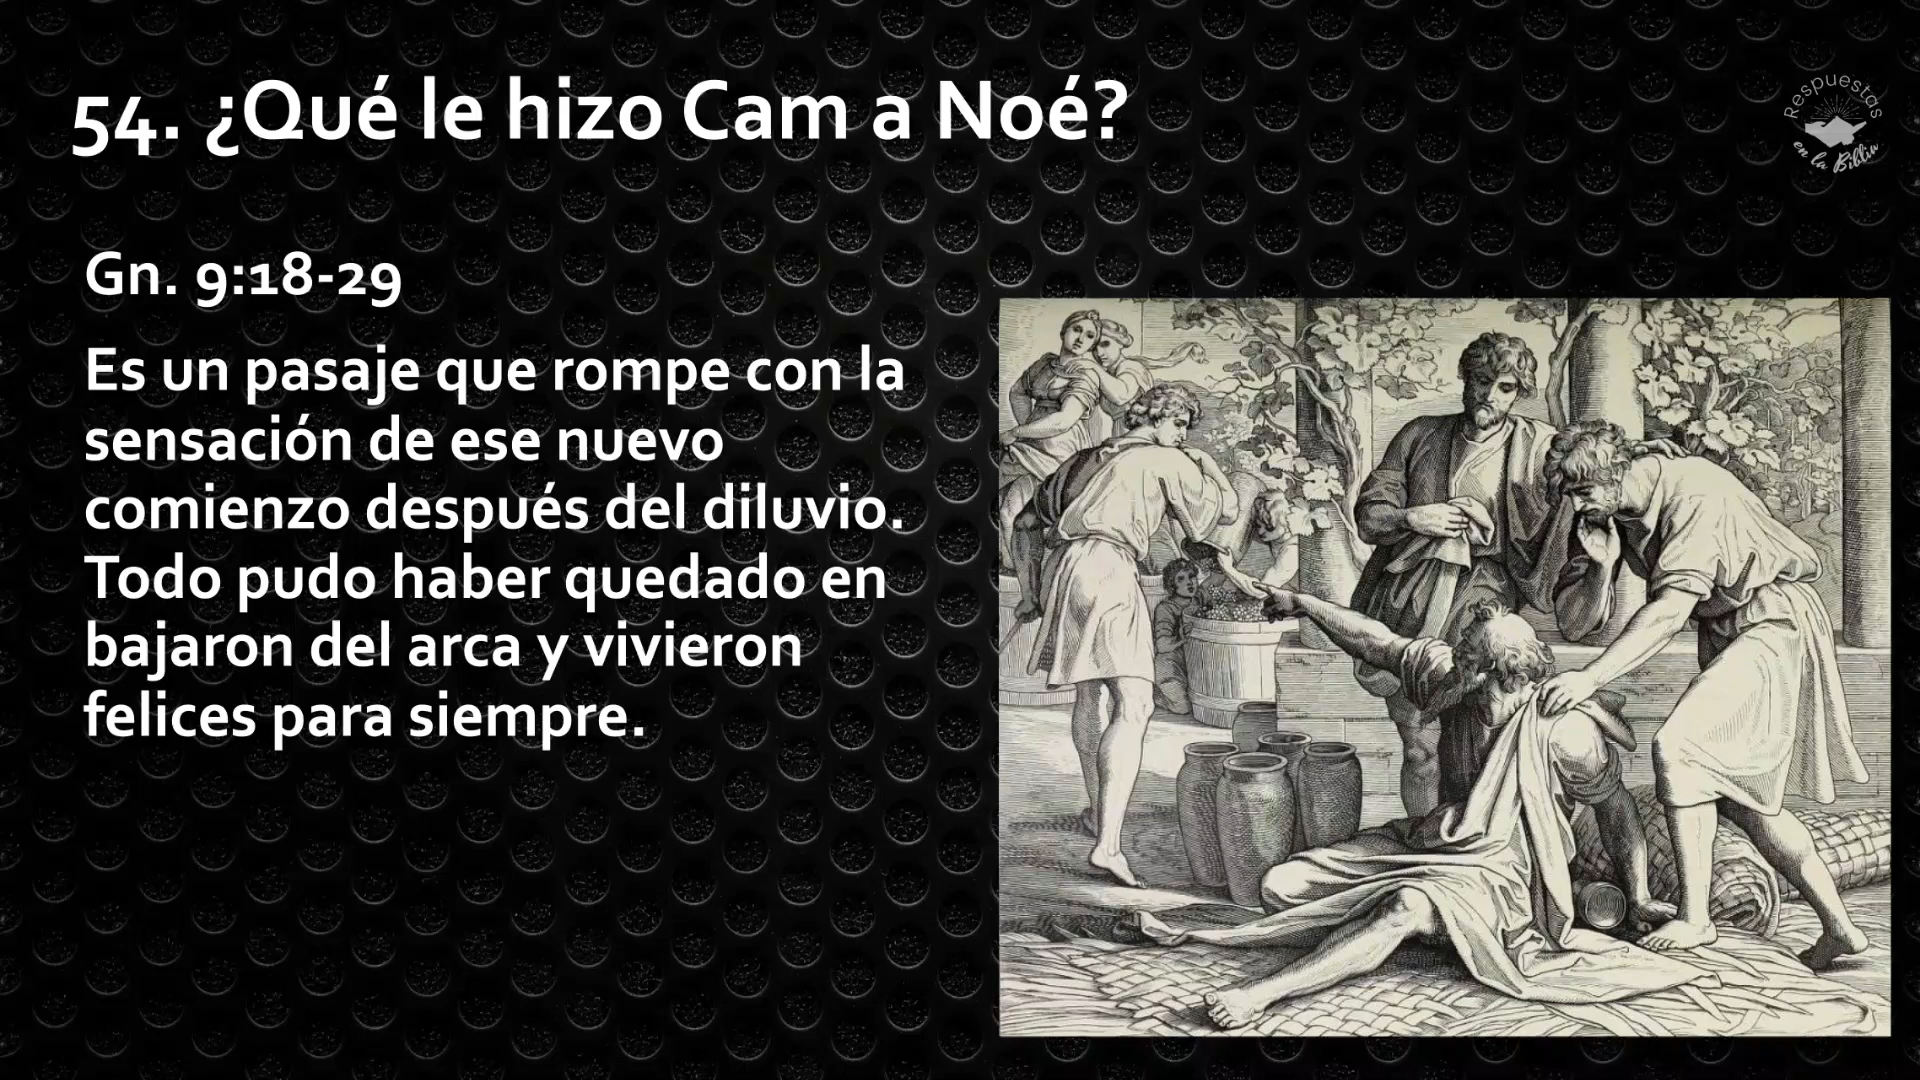 54. ¿Qué le hizo Cam a Noé?
Respuestas
en la Biblia
Gn. 9:18-29
Es un pasaje que rompe con la
sensación de ese nuevo
comienzo después del diluvio.
Todo pudo haber quedado en
bajaron del arca y vivieron
felices para siempre.